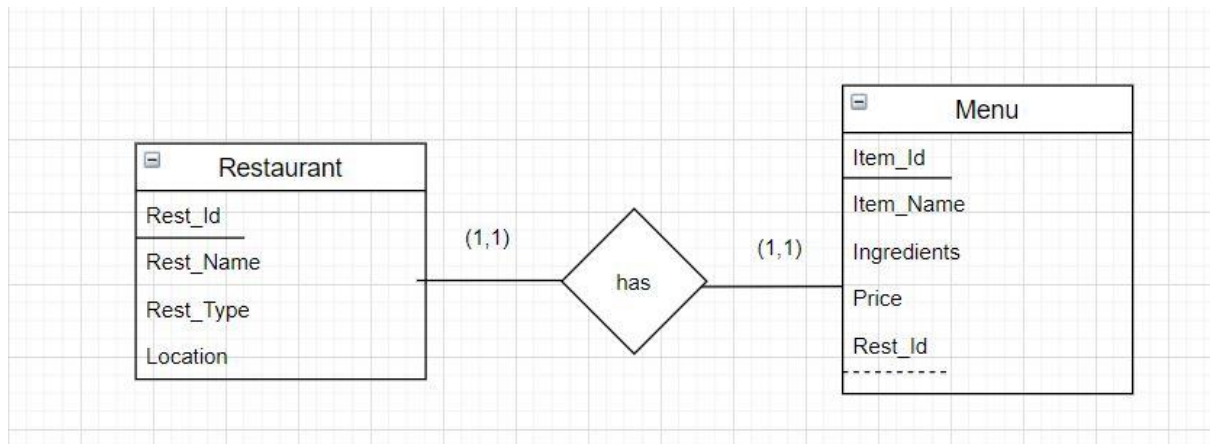 Restaurant
Rest_Id
Rest_Name
Rest_Type
Location
(1,1)
has
(1,1)
Menu
Item_Id
Item_Name
Ingredients
Price
Rest_Id